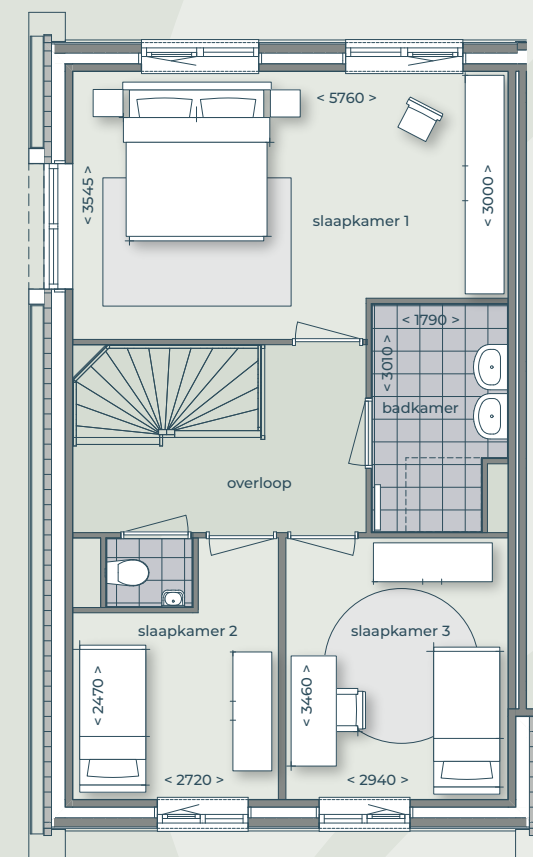 < 5760 >
< 3545 >
< 3000 >
slaapkamer 1
< 1790 >
< 3010 >
badkamer
overloop
slaapkamer 2
slaapkamer 3
< 2470 >
< 3460 >
< 2720 >
< 2940 >